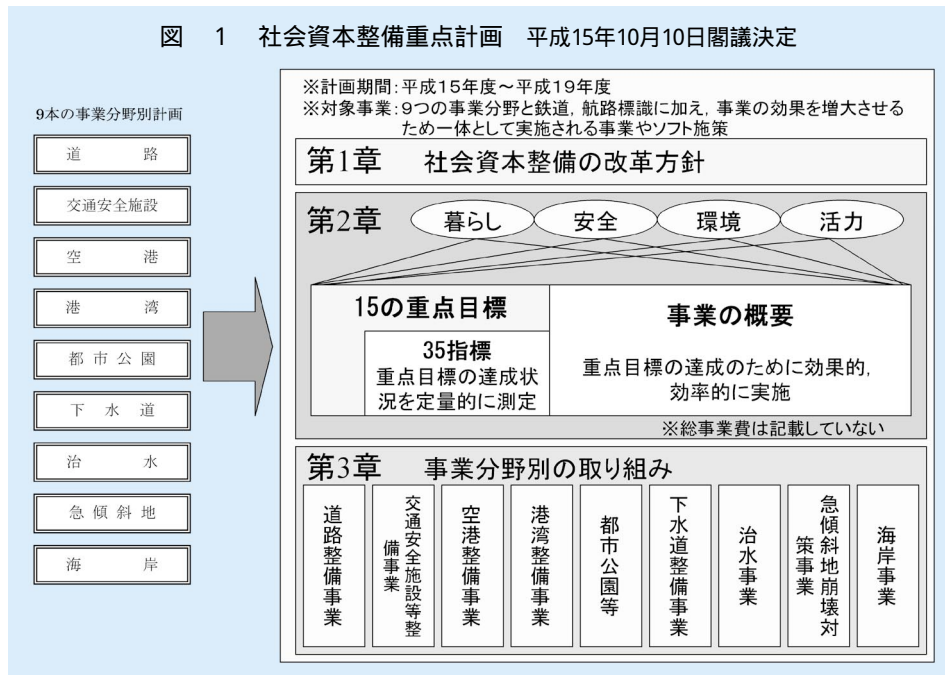 図 1 社会資本整備重点計画 平成15年10月10日閣議決定
9本の事業分野別計画
道路
交通安全施設
空港
港湾
都市公園
下水道
治水
急傾斜地
海岸
※計画期間：平成15年度～平成19年度
※対象事業：9つの事業分野と鉄道，航路標識に加え，事業の効果を増大させる
ため一体として実施される事業やソフト施策
第1章 社会資本整備の改革方針
第2章 暮らし 安全 環境 活力
15の重点目標
35指標
重点目標の達成状
況を定量的に測定
事業の概要
重点目標の達成のために効果的，
効率的に実施
※総事業費は記載していない
第3章 事業分野別の取り組み
道路整備事業
交通安全施設等整
備事業
空港整備事業
港湾整備事業
都市公園等
下水道整備事業
治水事業
急傾斜地崩壊対
策事業
海岸事業